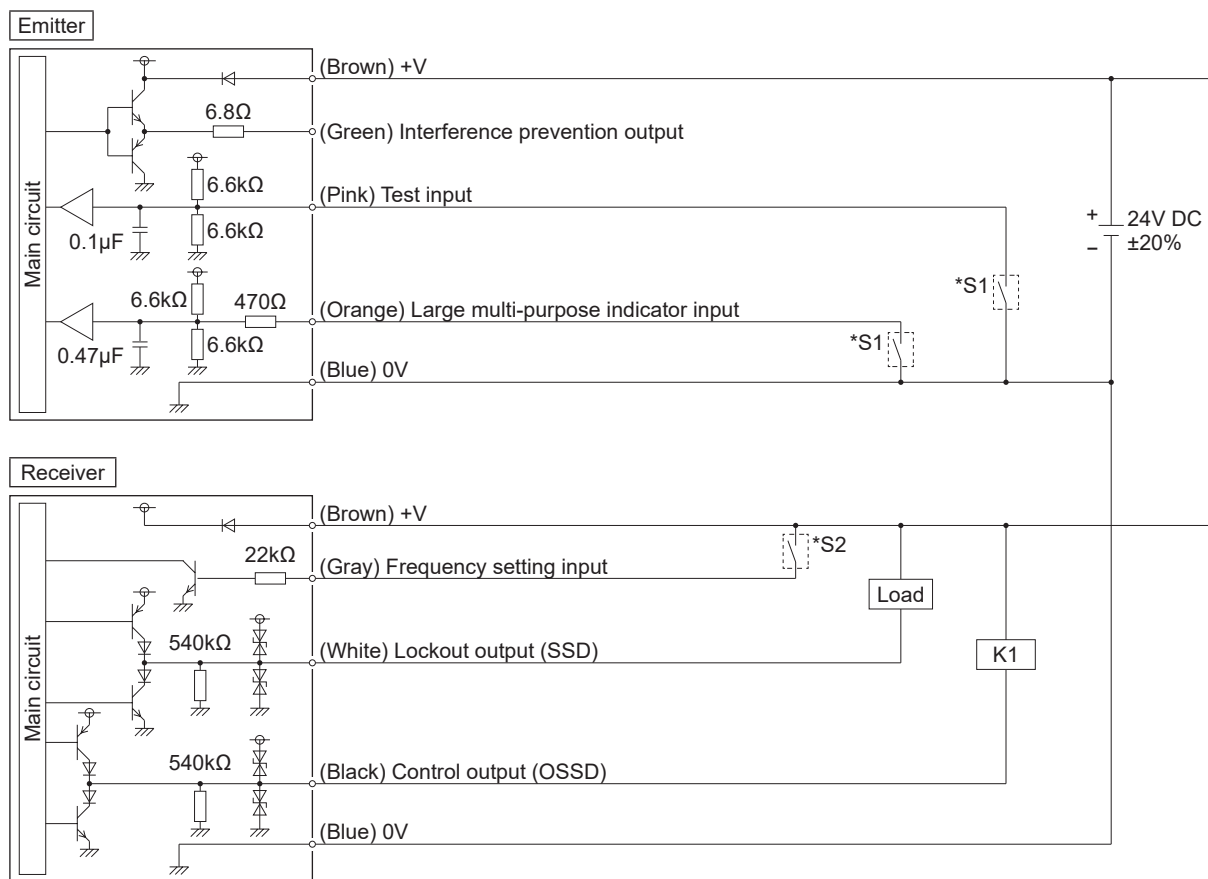 Emitter
Main circuit
(Brown) +V
6.8Ω
(Green) Interference prevention output
6.6kΩ
(Pink) Test input
0.1μF
6.6kΩ
+
−
24V DC
±20%
*S1
6.6kΩ
470Ω
(Orange) Large multi-purpose indicator input
*S1
0.47μF
6.6kΩ
(Blue) 0V
Receiver
Main circuit
(Brown) +V
*S2
22kΩ
(Gray) Frequency setting input
Load
540kΩ
(White) Lockout output (SSD)
K1
540kΩ
(Black) Control output (OSSD)
(Blue) 0V